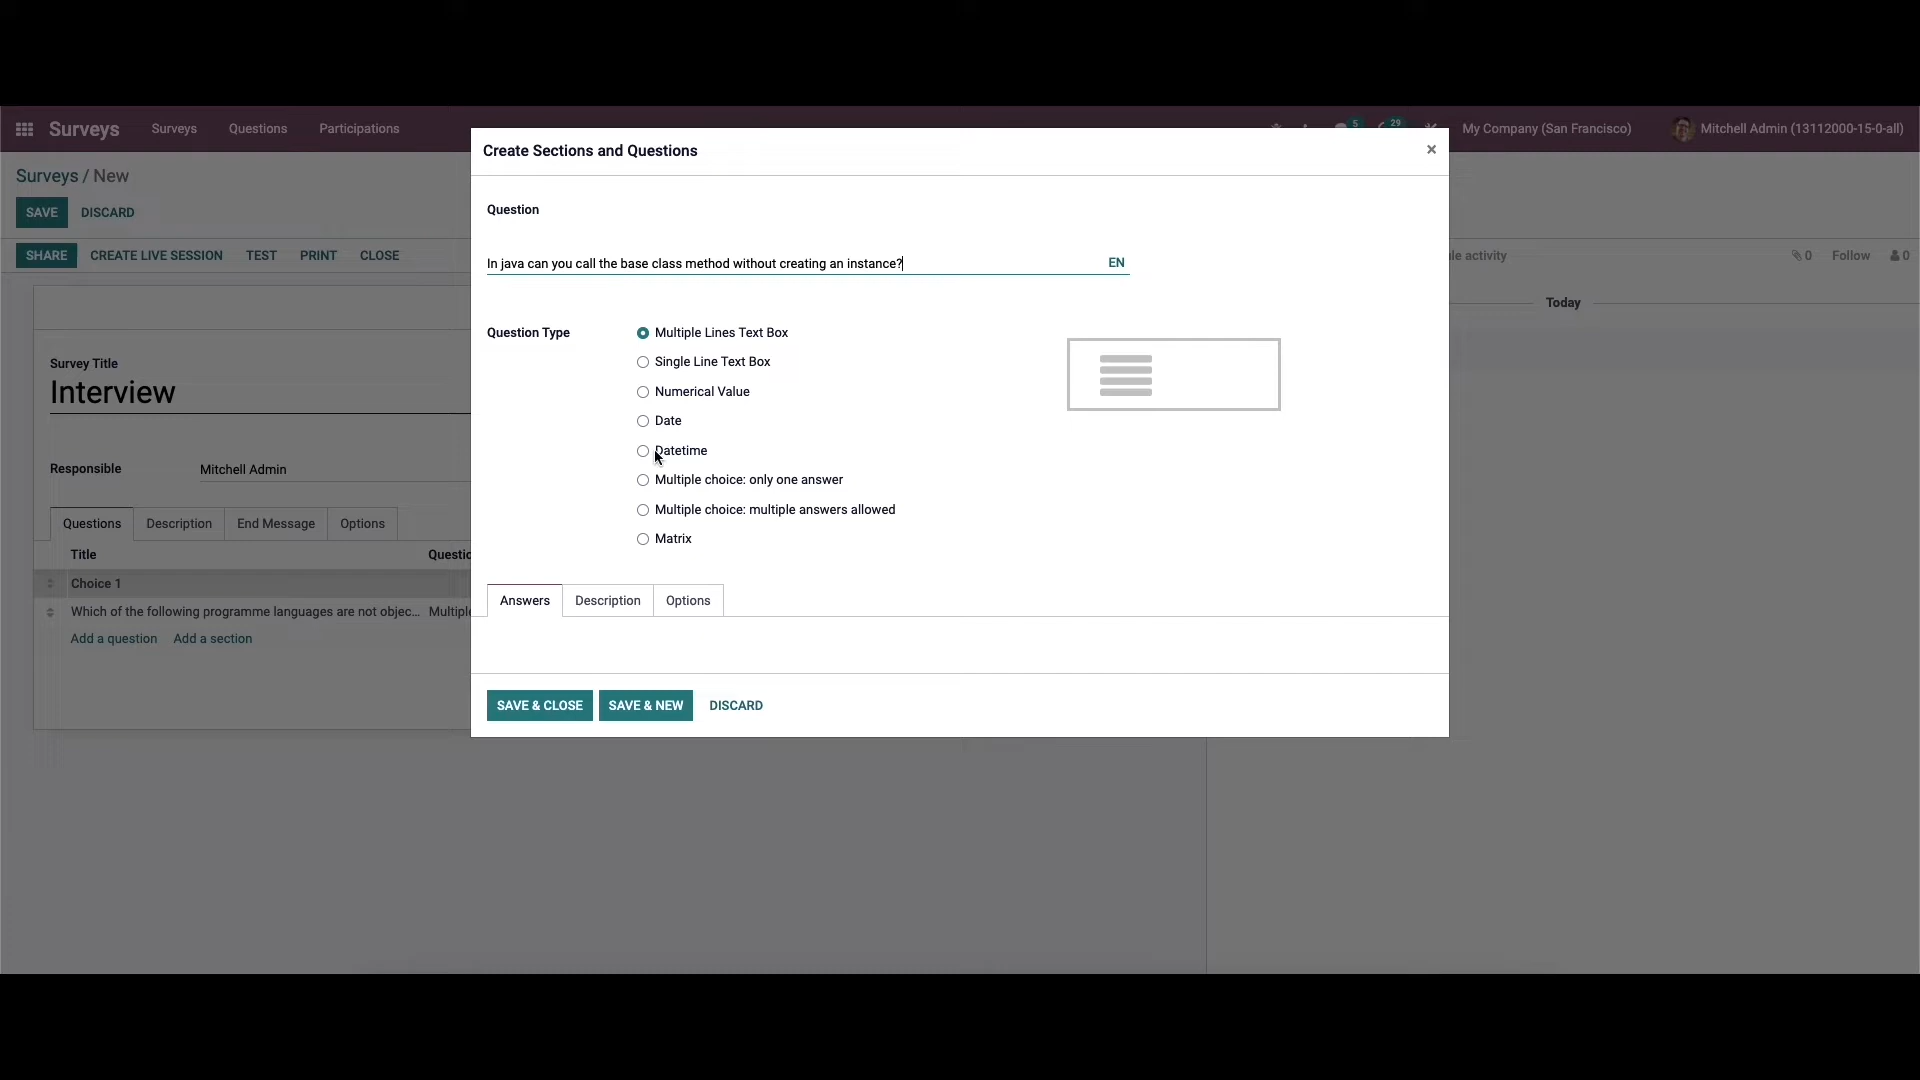 Surveys Surveys Questions Participations 5 29 My Company (San Francisco) Mitchell Admin (13112000-15-0-all)
Create Sections and Questions ×
Surveys / New
SAVE DISCARD
Question
SHARE CREATE LIVE SESSION TEST PRINT CLOSE
In java can you call the base class method without creating an instance? EN
activity 0 Follow 0
Today
Question Type
Multiple Lines Text Box
Single Line Text Box
Numerical Value
Date
Datetime
Multiple choice: only one answer
Multiple choice: multiple answers allowed
Matrix
Survey Title
Interview
Responsible Mitchell Admin
Questions Description End Message Options
Title
Choice 1
Which of the following programme languages are not objec... Multiple
Add a question Add a section
Answers Description Options
SAVE & CLOSE SAVE & NEW DISCARD